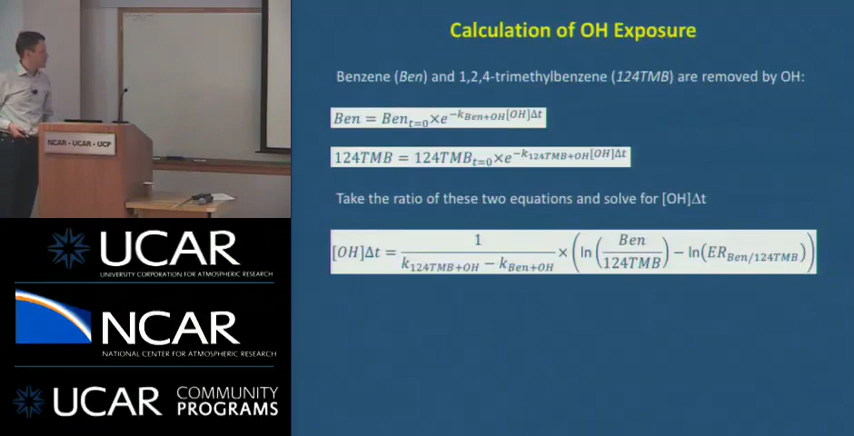 Calculation of OH Exposure
Benzene (Ben) and 1,2,4-trimethylbenzene (124TMB) are removed by OH:
Ben = Ben_{t=0}×e^{−k_{Ben+OH}[OH]Δt}
124TMB = 124TMB_{t=0}×e^{−k_{124TMB+OH}[OH]Δt}
Take the ratio of these two equations and solve for [OH]Δt
[OH]Δt = \frac{1}{k_{124TMB+OH} − k_{Ben+OH}} × (ln(\frac{Ben}{124TMB}) − ln(ER_{Ben/124TMB}))
NCAR · UCAR · UCP
UCAR
UNIVERSITY CORPORATION FOR ATMOSPHERIC RESEARCH
NCAR
NATIONAL CENTER FOR ATMOSPHERIC RESEARCH
UCAR COMMUNITY
PROGRAMS